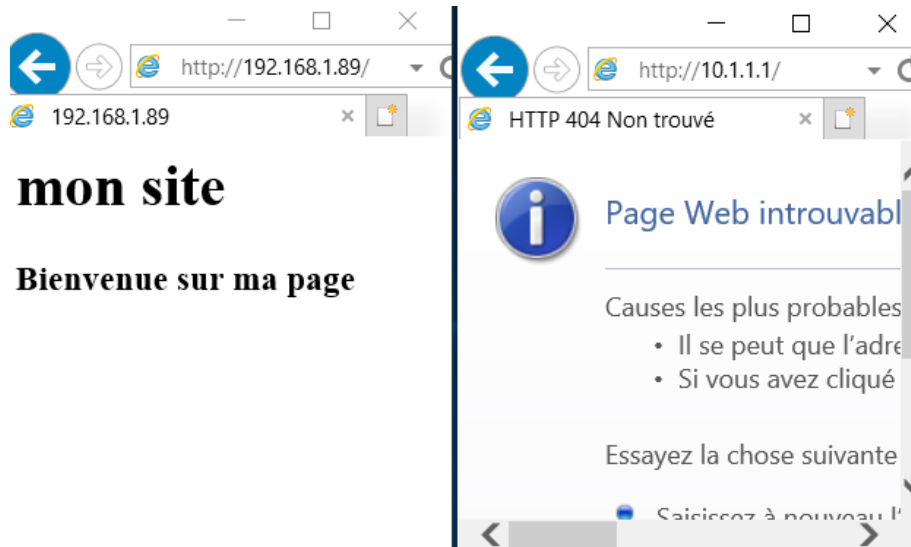 http://192.168.1.89/
192.168.1.89
mon site
Bienvenue sur ma page
http://10.1.1.1/
HTTP 404 Non trouvé
Page Web introuvabl
Causes les plus probables
• Il se peut que l'adre
• Si vous avez cliqué
Essayez la chose suivante
Saisissez à nouveau l'